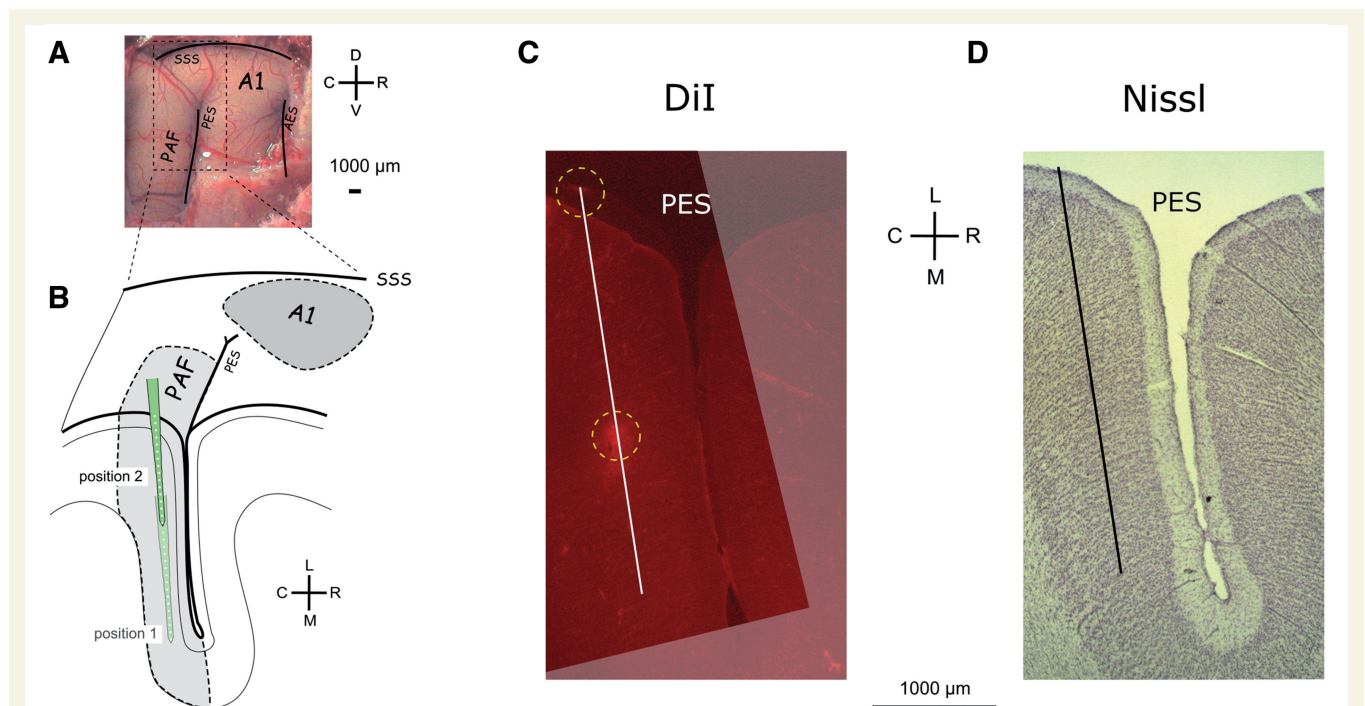 A
SSS
A1
PES
AES
PAF
D
C R
V
1000 µm
B
SSS
A1
PES
PAF
position 2
position 1
L
C R
M
C
DiI
PES
L
C R
M
1000 µm
D
Nissl
PES